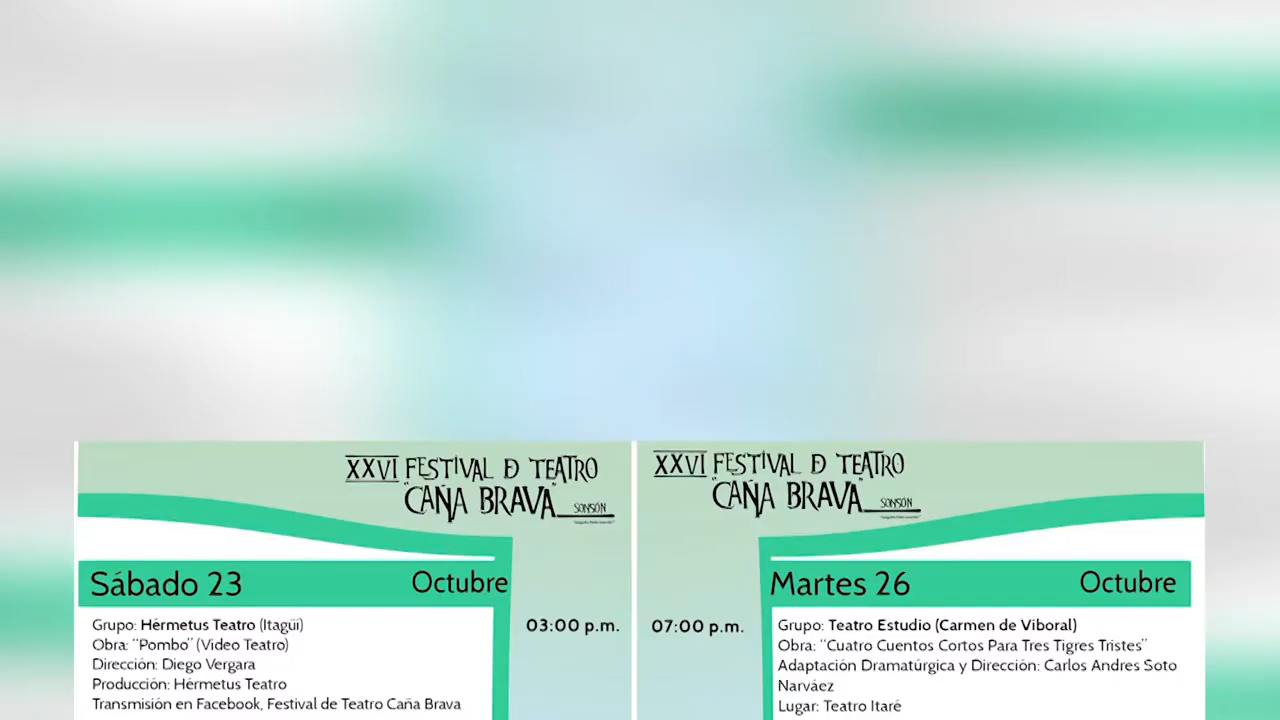 XXVI FESTIVAL D TEATRO
"CAÑA BRAVA"
SONSÓN
Sábado 23 Octubre
03:00 p.m.
Grupo: Hérmetus Teatro (Itagüí)
Obra: “Pombo” (Video Teatro)
Dirección: Diego Vergara
Producción: Hérmetus Teatro
Transmisión en Facebook, Festival de Teatro Caña Brava
XXVI FESTIVAL D TEATRO
"CAÑA BRAVA"
SONSÓN
Martes 26 Octubre
07:00 p.m.
Grupo: Teatro Estudio (Carmen de Viboral)
Obra: “Cuatro Cuentos Cortos Para Tres Tigres Tristes”
Adaptación Dramatúrgica y Dirección: Carlos Andres Soto
Narváez
Lugar: Teatro Itaré